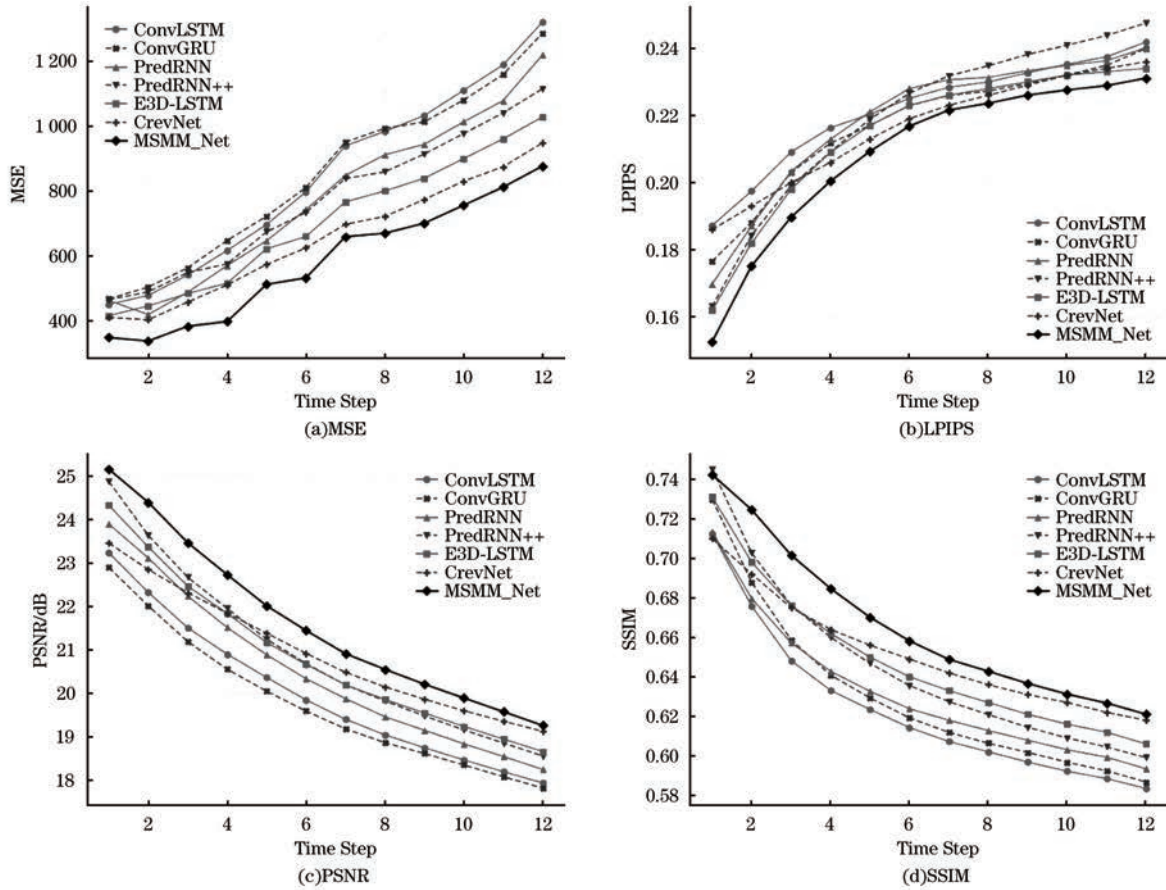 ConvLSTM
ConvGRU
PredRNN
PredRNN++
E3D-LSTM
CrevNet
MSMM_Net
1 200
1 000
800
600
400
MSE
2 4 6 8 10 12
Time Step
(a)MSE
0.24
0.22
0.20
0.18
0.16
LPIPS
ConvLSTM
ConvGRU
PredRNN
PredRNN++
E3D-LSTM
CrevNet
MSMM_Net
2 4 6 8 10 12
Time Step
(b)LPIPS
25
24
23
22
21
20
19
18
PSNR/dB
ConvLSTM
ConvGRU
PredRNN
PredRNN++
E3D-LSTM
CrevNet
MSMM_Net
2 4 6 8 10 12
Time Step
(c)PSNR
0.74
0.72
0.70
0.68
0.66
0.64
0.62
0.60
0.58
SSIM
ConvLSTM
ConvGRU
PredRNN
PredRNN++
E3D-LSTM
CrevNet
MSMM_Net
2 4 6 8 10 12
Time Step
(d)SSIM